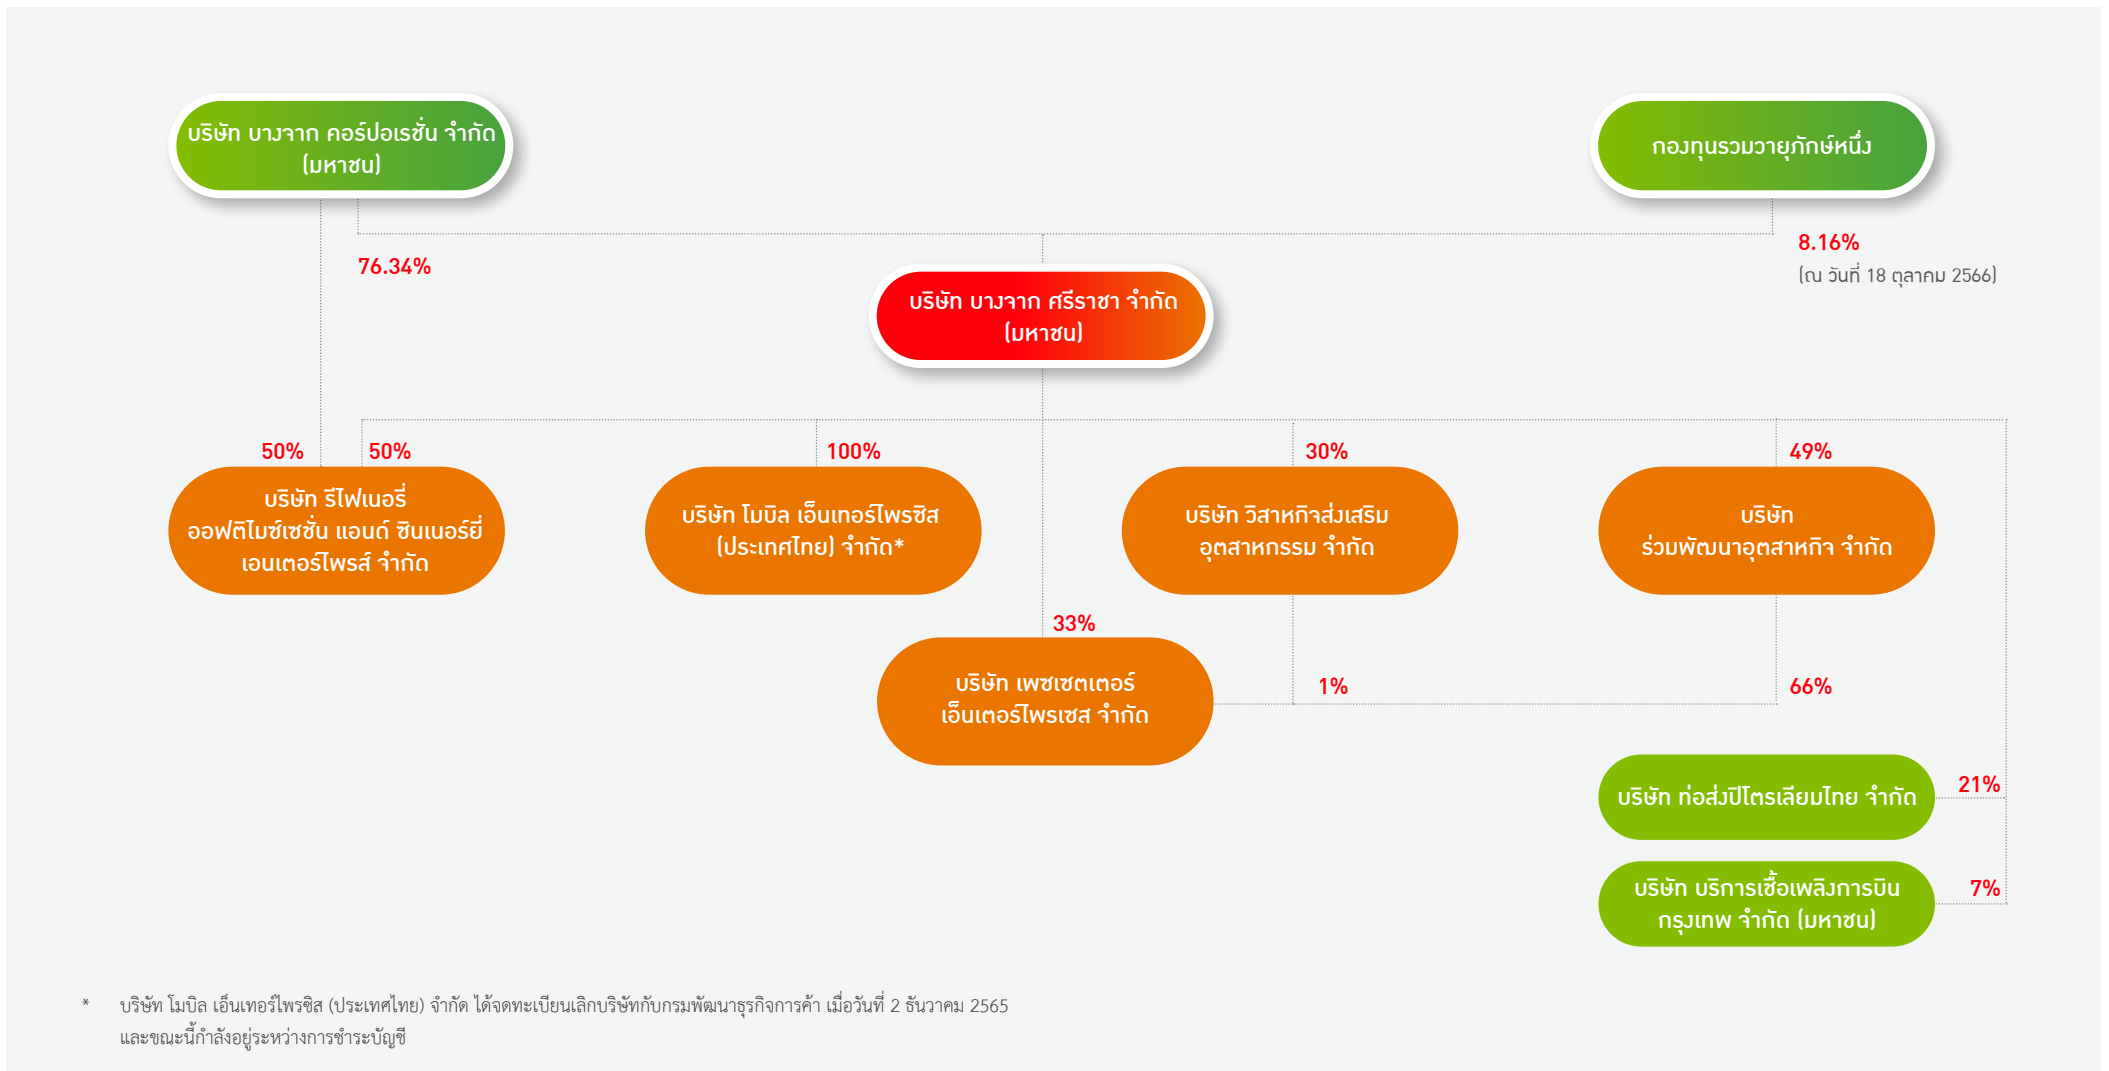 บริษัท บางจาก คอร์ปอเรชั่น จำกัด
(มหาชน)
กองทุนรวมวายุภักษ์หนึ่ง
76.34%
8.16%
(ณ วันที่ 18 ตุลาคม 2566)
บริษัท บางจาก ศรีราชา จำกัด
(มหาชน)
50%
50%
100%
30%
49%
บริษัท รีไฟเนอรี่
ออฟติไมซ์เซชั่น แอนด์ ซินเนอร์ยี่
เอนเตอร์ไพรส์ จำกัด
บริษัท โมบิล เอ็นเทอร์ไพรซิส
(ประเทศไทย) จำกัด*
บริษัท วิสาหกิจส่งเสริม
อุตสาหกรรม จำกัด
บริษัท
ร่วมพัฒนาอุตสาหกิจ จำกัด
33%
บริษัท เพซเซตเตอร์
เอ็นเตอร์ไพรเซส จำกัด
1%
66%
บริษัท ท่อส่งปิโตรเลียมไทย จำกัด
21%
บริษัท บริการเชื้อเพลิงการบิน
กรุงเทพ จำกัด (มหาชน)
7%
* บริษัท โมบิล เอ็นเทอร์ไพรซิส (ประเทศไทย) จำกัด ได้จดทะเบียนเลิกบริษัทกับกรมพัฒนาธุรกิจการค้า เมื่อวันที่ 2 ธันวาคม 2565
และขณะนี้กำลังอยู่ระหว่างการชำระบัญชี